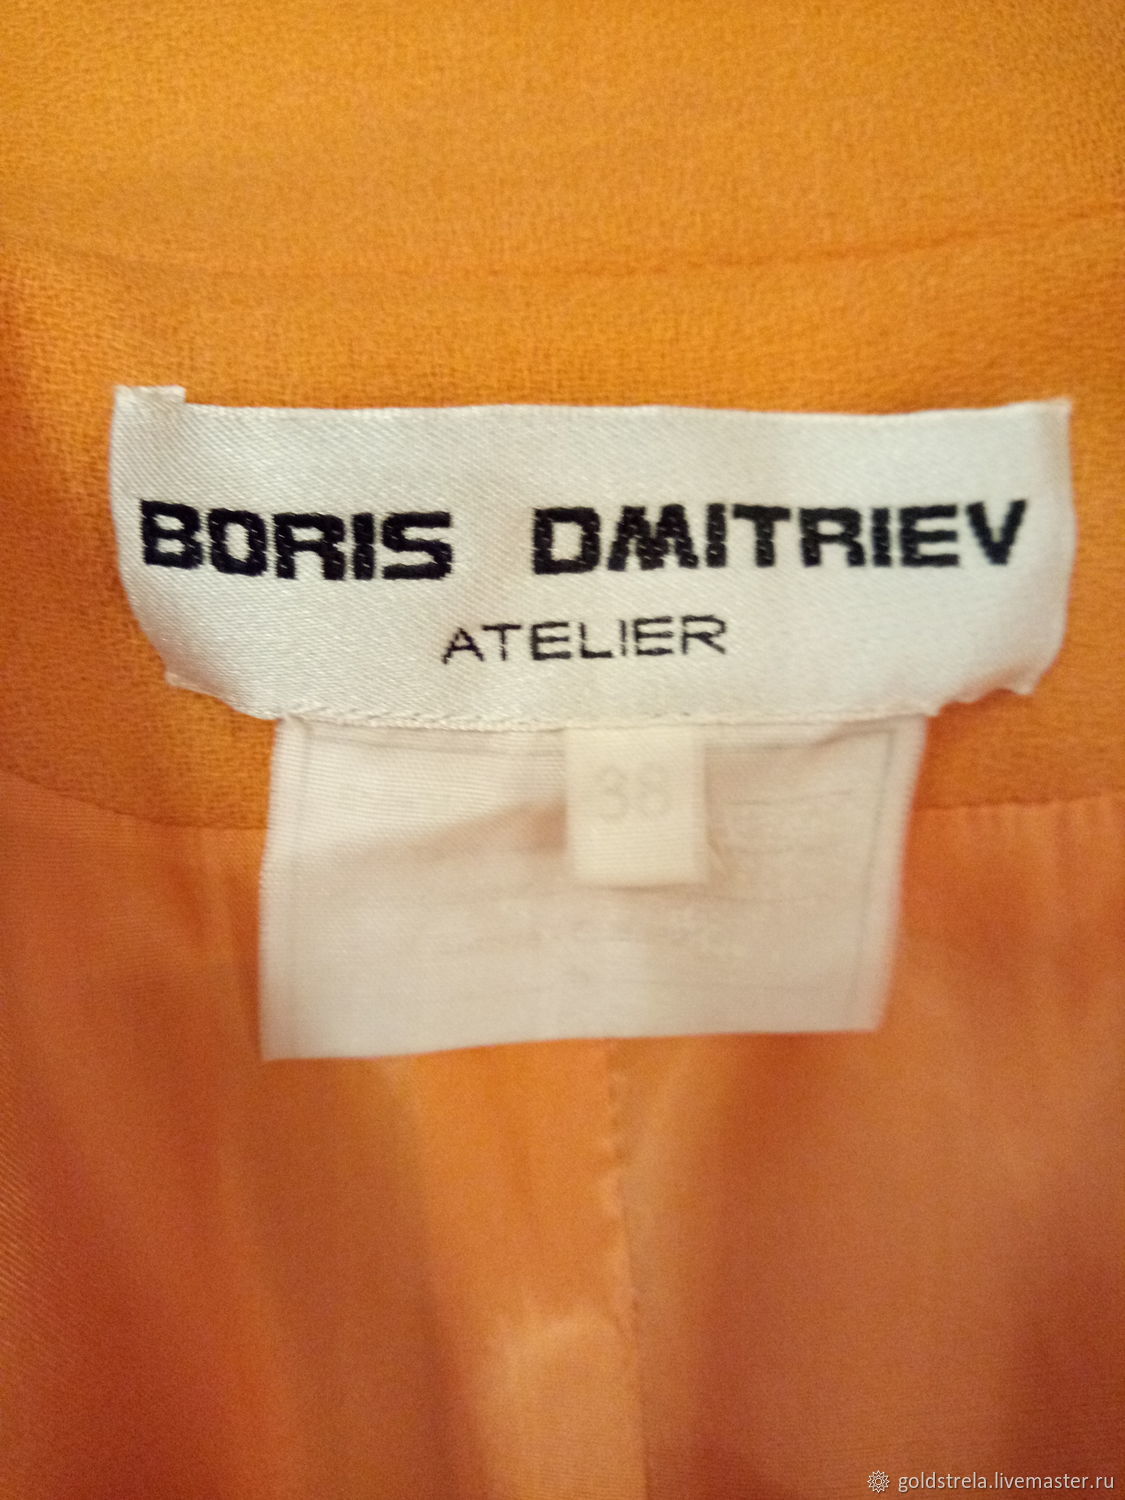 BORIS DMITRIEV
ATELIER
38
goldstrela.livemaster.ru